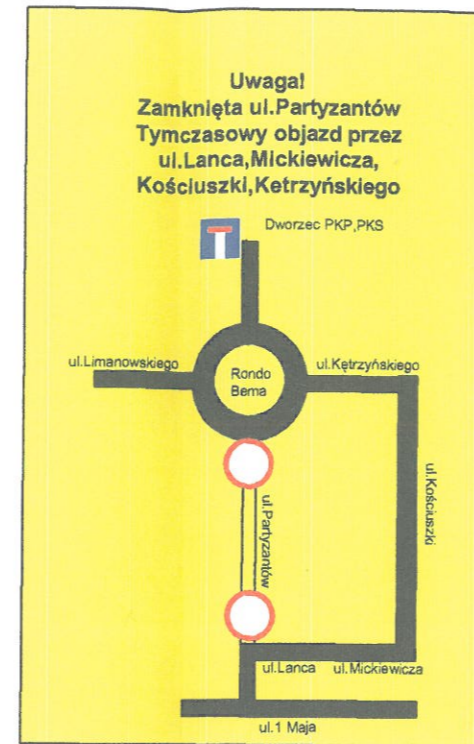 Uwaga!
Zamknięta ul.Partyzantów
Tymczasowy objazd przez
ul.Lanca,Mickiewicza,
Kościuszki,Ketrzyńskiego
Dworzec PKP,PKS
ul.Limanowskiego
Rondo
Bema
ul.Kętrzyńskiego
ul.Kościuszki
ul.Partyzantów
ul.Lanca
ul.Mickiewicza
ul.1 Maja